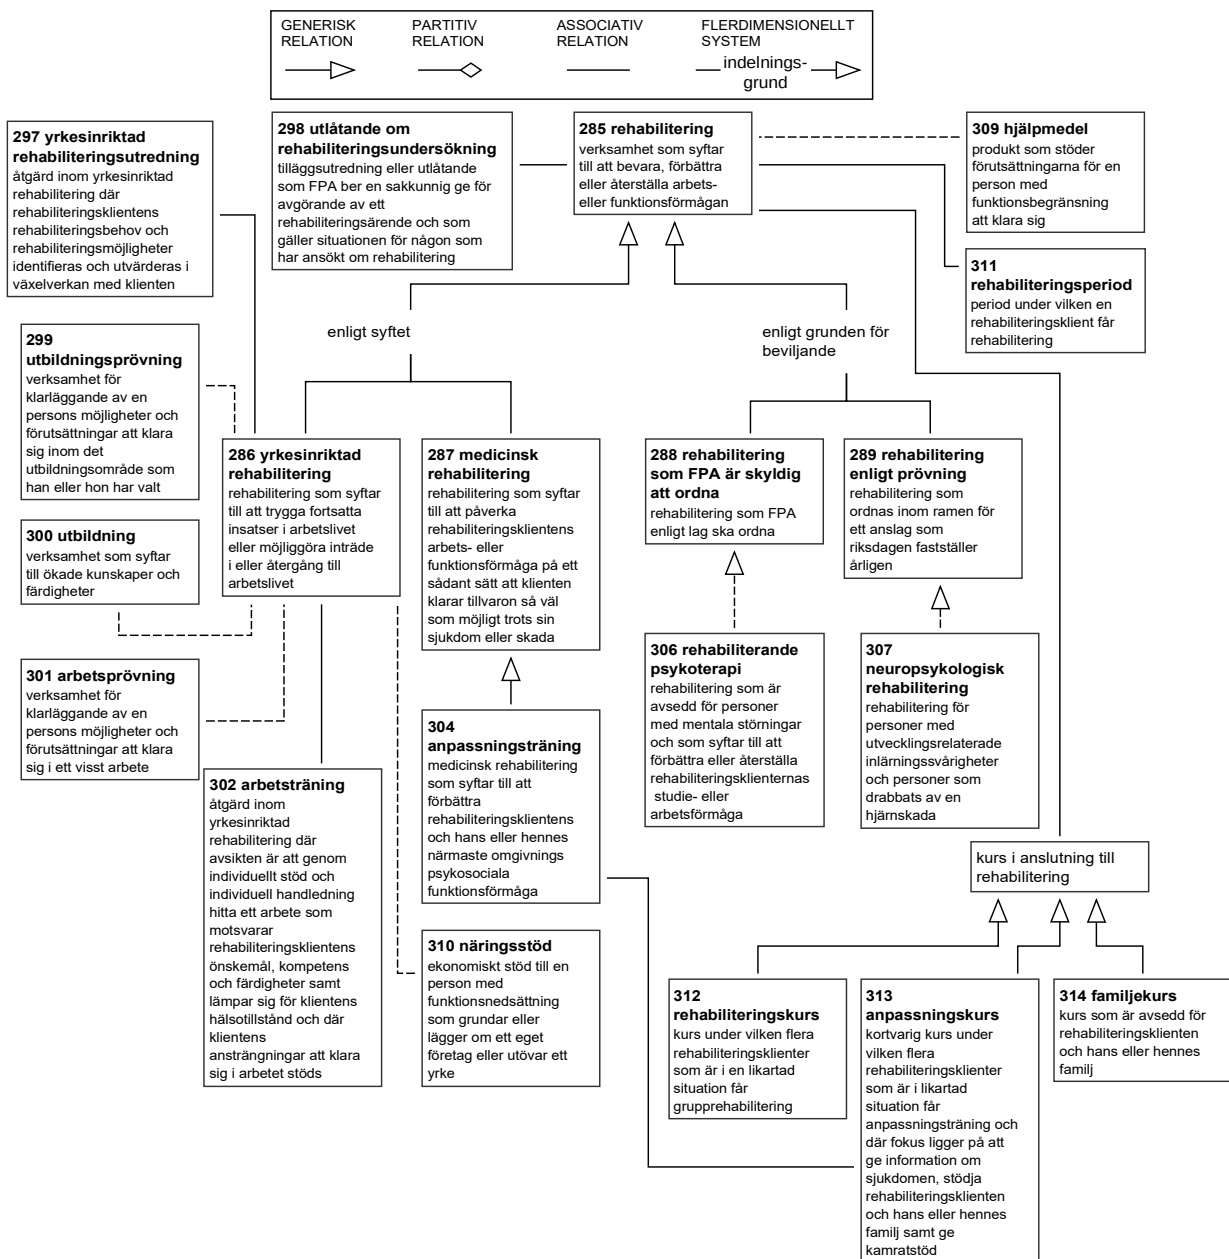 GENERISK
RELATION
PARTITIV
RELATION
ASSOCIATIV
RELATION
FLERDIMENSIONELLT
SYSTEM
indelnings-
grund
297 yrkesinriktad
rehabiliteringsutredning
åtgärd inom yrkesinriktad
rehabilitering där
rehabiliteringsklientens
rehabiliteringsbehov och
rehabiliteringsmöjligheter
identifieras och utvärderas i
växelverkan med klienten
298 utlåtande om
rehabiliteringsundersökning
tilläggsutredning eller utlåtande
som FPA ber en sakkunnig ge för
avgörande av ett
rehabiliteringsärende och som
gäller situationen för någon som
har ansökt om rehabilitering
285 rehabilitering
verksamhet som syftar
till att bevara, förbättra
eller återställa arbets-
eller funktionsförmågan
309 hjälpmedel
produkt som stöder
förutsättningarna för en
person med
funktionsbegränsning
att klara sig
311
rehabiliteringsperiod
period under vilken en
rehabiliteringsklient får
rehabilitering
enligt syftet
enligt grunden för
beviljande
299
utbildningsprövning
verksamhet för
klarläggande av en
persons möjligheter och
förutsättningar att klara
sig inom det
utbildningsområde som
han eller hon har valt
286 yrkesinriktad
rehabilitering
rehabilitering som syftar
till att trygga fortsatta
insatser i arbetslivet
eller möjliggöra inträde
i eller återgång till
arbetslivet
287 medicinsk
rehabilitering
rehabilitering som syftar
till att påverka
rehabiliteringsklientens
arbets- eller
funktionsförmåga på ett
sådant sätt att klienten
klarar tillvaron så väl
som möjligt trots sin
sjukdom eller skada
288 rehabilitering
som FPA är skyldig
att ordna
rehabilitering som FPA
enligt lag ska ordna
289 rehabilitering
enligt prövning
rehabilitering som
ordnas inom ramen för
ett anslag som
riksdagen fastställer
årligen
300 utbildning
verksamhet som syftar
till ökade kunskaper och
färdigheter
301 arbetsprövning
verksamhet för
klarläggande av en
persons möjligheter och
förutsättningar att klara
sig i ett visst arbete
306 rehabiliterande
psykoterapi
rehabilitering som är
avsedd för personer
med mentala störningar
och som syftar till att
förbättra eller återställa
rehabiliteringsklienternas
studie- eller
arbetsförmåga
307
neuropsykologisk
rehabilitering
rehabilitering för
personer med
utvecklingsrelaterade
inlärningssvårigheter
och personer som
drabbats av en
hjärnskada
304
anpassningsträning
medicinsk rehabilitering
som syftar till att
förbättra
rehabiliteringsklientens
och hans eller hennes
närmaste omgivnings
psykosociala
funktionsförmåga
302 arbetsträning
åtgärd inom
yrkesinriktad
rehabilitering där
avsikten är att genom
individuellt stöd och
individuell handledning
hitta ett arbete som
motsvarar
rehabiliteringsklientens
önskemål, kompetens
och färdigheter samt
lämpar sig för klientens
hälsotillstånd och där
klientens
ansträngningar att klara
sig i arbetet stöds
kurs i anslutning till
rehabilitering
310 näringsstöd
ekonomiskt stöd till en
person med
funktionsnedsättning
som grundar eller
lägger om ett eget
företag eller utövar ett
yrke
312
rehabiliteringskurs
kurs under vilken flera
rehabiliteringsklienter
som är i en likartad
situation får
grupprehabilitering
313
anpassningskurs
kortvarig kurs under
vilken flera
rehabiliteringsklienter
som är i likartad
situation får
anpassningsträning och
där fokus ligger på att
ge information om
sjukdomen, stödja
rehabiliteringsklienten
och hans eller hennes
familj samt ge
kamratstöd
314 familjekurs
kurs som är avsedd för
rehabiliteringsklienten
och hans eller hennes
familj